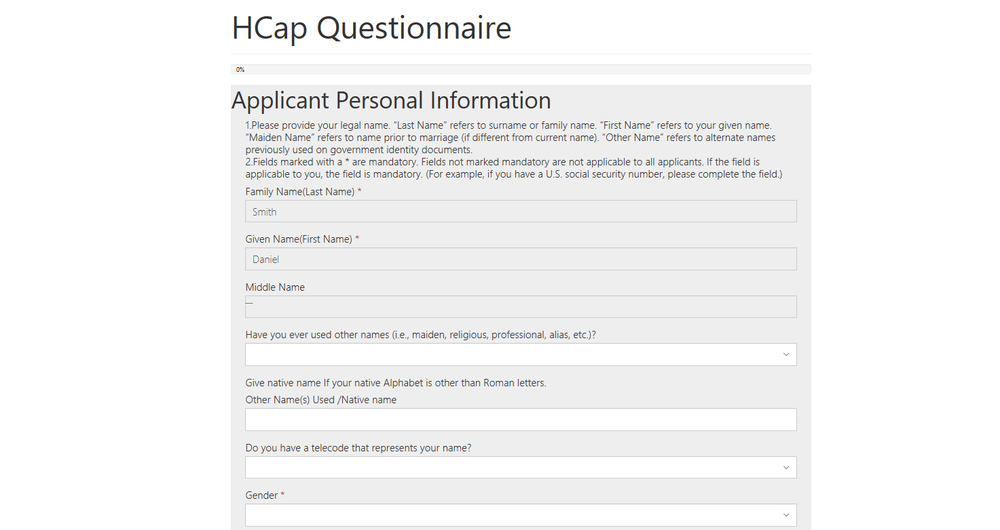 HCap Questionnaire
0%
Applicant Personal Information
1.Please provide your legal name. “Last Name” refers to surname or family name. “First Name” refers to your given name.
“Maiden Name” refers to name prior to marriage (if different from current name). “Other Name” refers to alternate names
previously used on government identity documents.
2.Fields marked with a * are mandatory. Fields not marked mandatory are not applicable to all applicants. If the field is
applicable to you, the field is mandatory. (For example, if you have a U.S. social security number, please complete the field.)
Family Name(Last Name) *
Smith
Given Name(First Name) *
Daniel
Middle Name
—
Have you ever used other names (i.e., maiden, religious, professional, alias, etc.)?
Give native name If your native Alphabet is other than Roman letters.
Other Name(s) Used /Native name
Do you have a telecode that represents your name?
Gender *